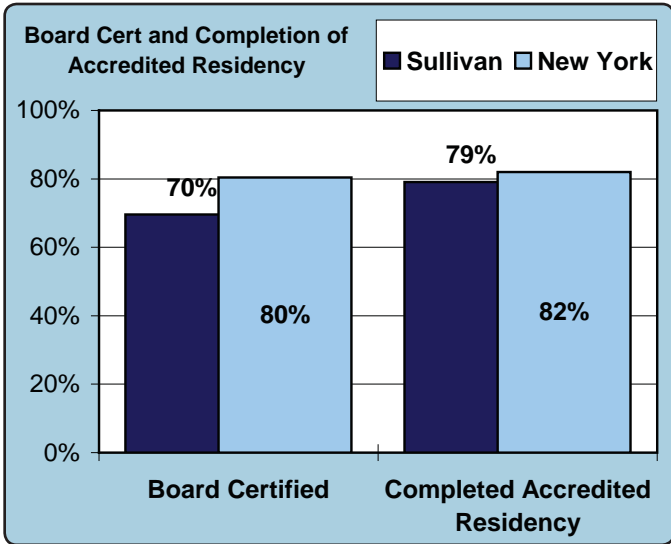 Board Cert and Completion of
Accredited Residency
Sullivan New York
100%
80%
60%
40%
20%
0%
70%
80%
79%
82%
Board Certified
Completed Accredited
Residency